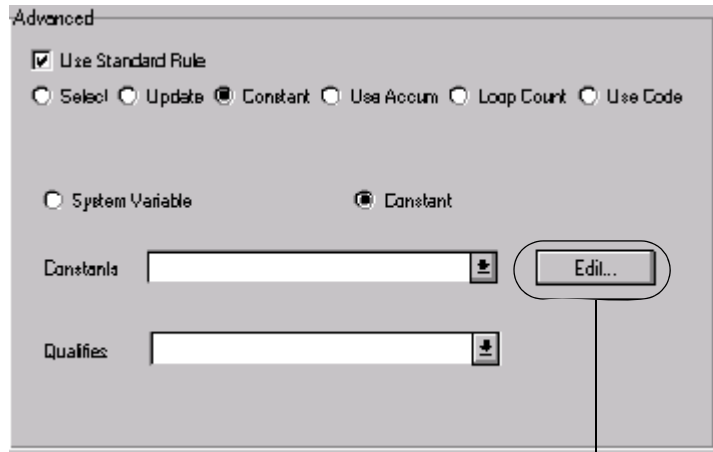 Advanced
Use Standard Rule
Select Update Constant Use Accum Loop Count Use Code
System Variable Constant
Constants Edit...
Qualifies